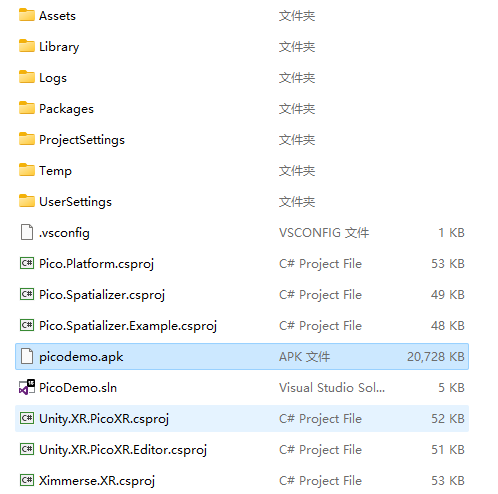 Assets 文件夹
Library 文件夹
Logs 文件夹
Packages 文件夹
ProjectSettings 文件夹
Temp 文件夹
UserSettings 文件夹
.vsconfig VSCONFIG 文件 1 KB
Pico.Platform.csproj C# Project File 53 KB
Pico.Spatializer.csproj C# Project File 49 KB
Pico.Spatializer.Example.csproj C# Project File 48 KB
picodemo.apk APK 文件 20,728 KB
PicoDemo.sln Visual Studio Sol... 5 KB
Unity.XR.PicoXR.csproj C# Project File 52 KB
Unity.XR.PicoXR.Editor.csproj C# Project File 51 KB
Ximmerse.XR.csproj C# Project File 53 KB